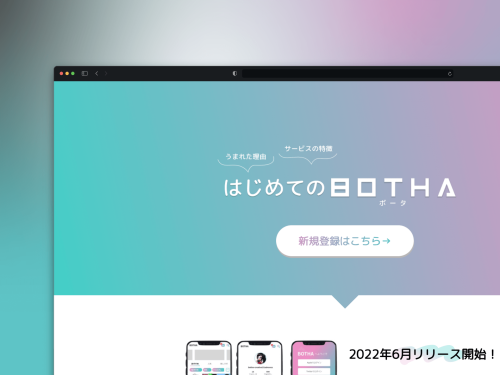 サービスの特徴
うまれた理由
はじめてのBOTHA
ボータ
新規登録はこちら→
BOTHA
2022年6月リリース開始！